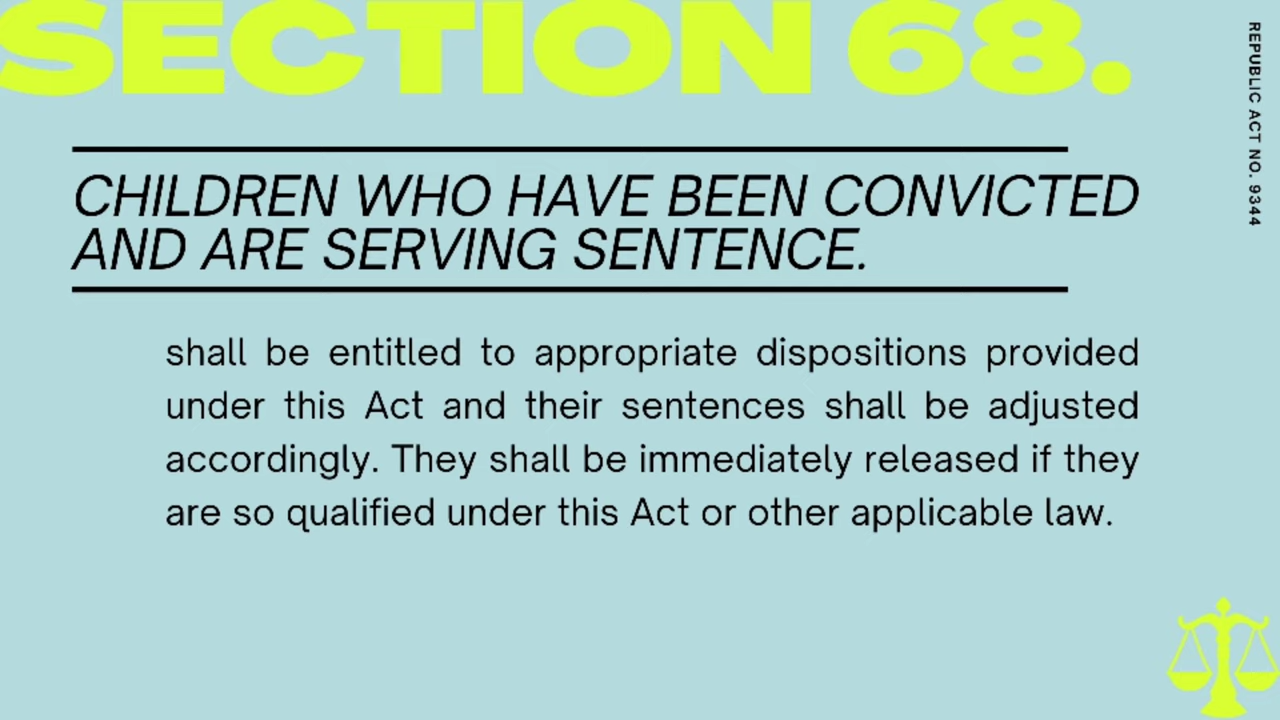 SECTION 68.
REPUBLIC ACT NO. 9344
CHILDREN WHO HAVE BEEN CONVICTED
AND ARE SERVING SENTENCE.
shall be entitled to appropriate dispositions provided
under this Act and their sentences shall be adjusted
accordingly. They shall be immediately released if they
are so qualified under this Act or other applicable law.